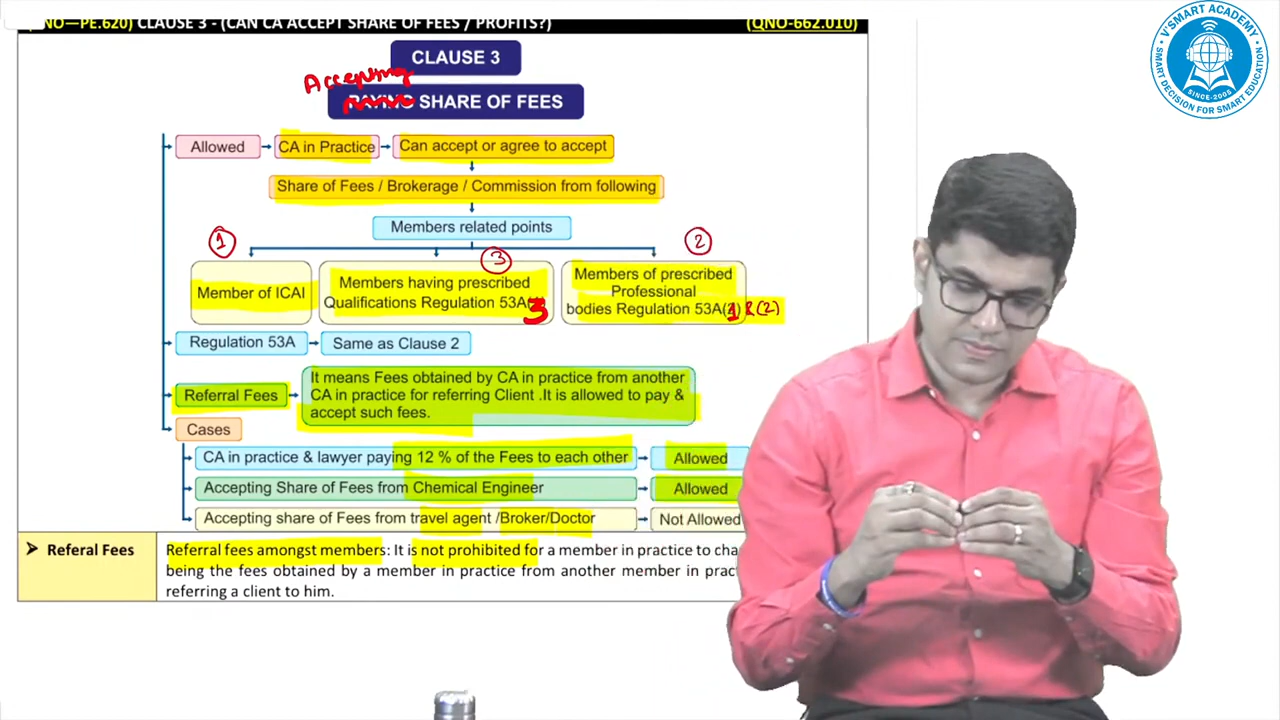 NO—PE.620) CLAUSE 3 - (CAN CA ACCEPT SHARE OF FEES / PROFITS?) (QNO-662.010)
CLAUSE 3
Accepting
PAYING SHARE OF FEES
Allowed CA in Practice Can accept or agree to accept
Share of Fees / Brokerage / Commission from following
Members related points
1 3 2
Member of ICAI
Members having prescribed
Qualifications Regulation 53A(3
Members of prescribed
Professional
bodies Regulation 53A(1) & (2)
Regulation 53A Same as Clause 2
Referral Fees
It means Fees obtained by CA in practice from another
CA in practice for referring Client .It is allowed to pay &
accept such fees.
Cases
CA in practice & lawyer paying 12 % of the Fees to each other Allowed
Accepting Share of Fees from Chemical Engineer Allowed
Accepting share of Fees from travel agent /Broker/Doctor Not Allowed
➤ Referal Fees
Referral fees amongst members: It is not prohibited for a member in practice to cha
being the fees obtained by a member in practice from another member in prac
referring a client to him.
V'SMART ACADEMY
SINCE-2005
SMART DECISION FOR SMART EDUCATION